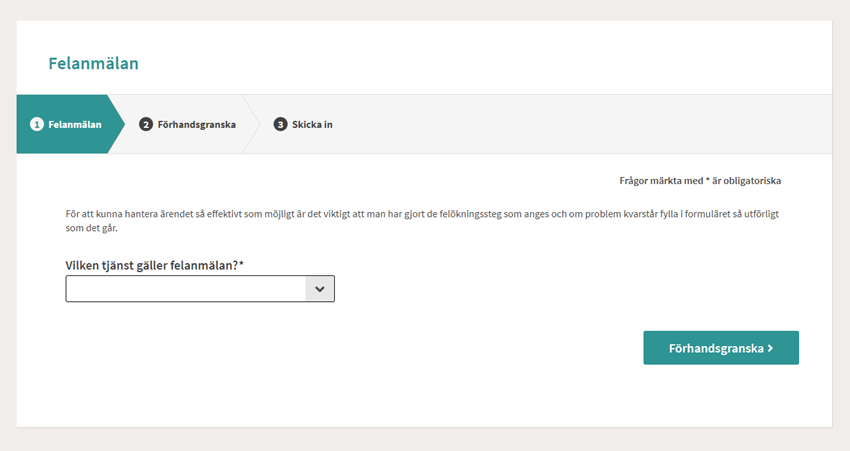 Felanmälan
1 Felanmälan
2 Förhandsgranska
3 Skicka in
Frågor märkta med * är obligatoriska
För att kunna hantera ärendet så effektivt som möjligt är det viktigt att man har gjort de felökningssteg som anges och om problem kvarstår fylla i formuläret så utförligt
som det går.
Vilken tjänst gäller felanmälan?*
Förhandsgranska